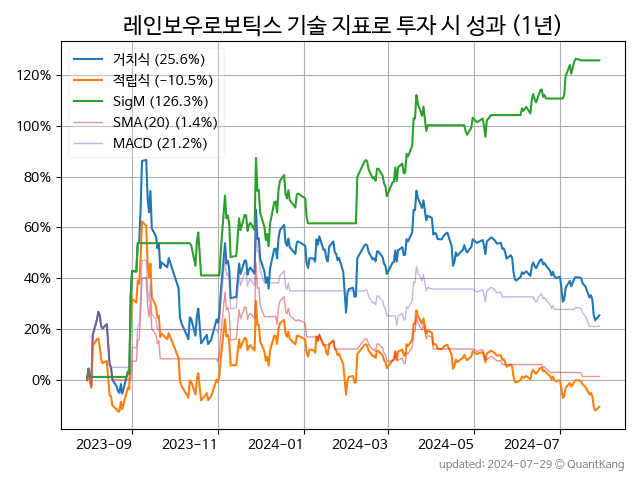 레인보우로보틱스 기술 지표로 투자 시 성과 (1년)
거치식 (25.6%)
적립식 (−10.5%)
SigM (126.3%)
SMA(20) (1.4%)
MACD (21.2%)
120%
100%
80%
60%
40%
20%
0%
2023-09 2023-11 2024-01 2024-03 2024-05 2024-07
updated: 2024-07-29 © QuantKang